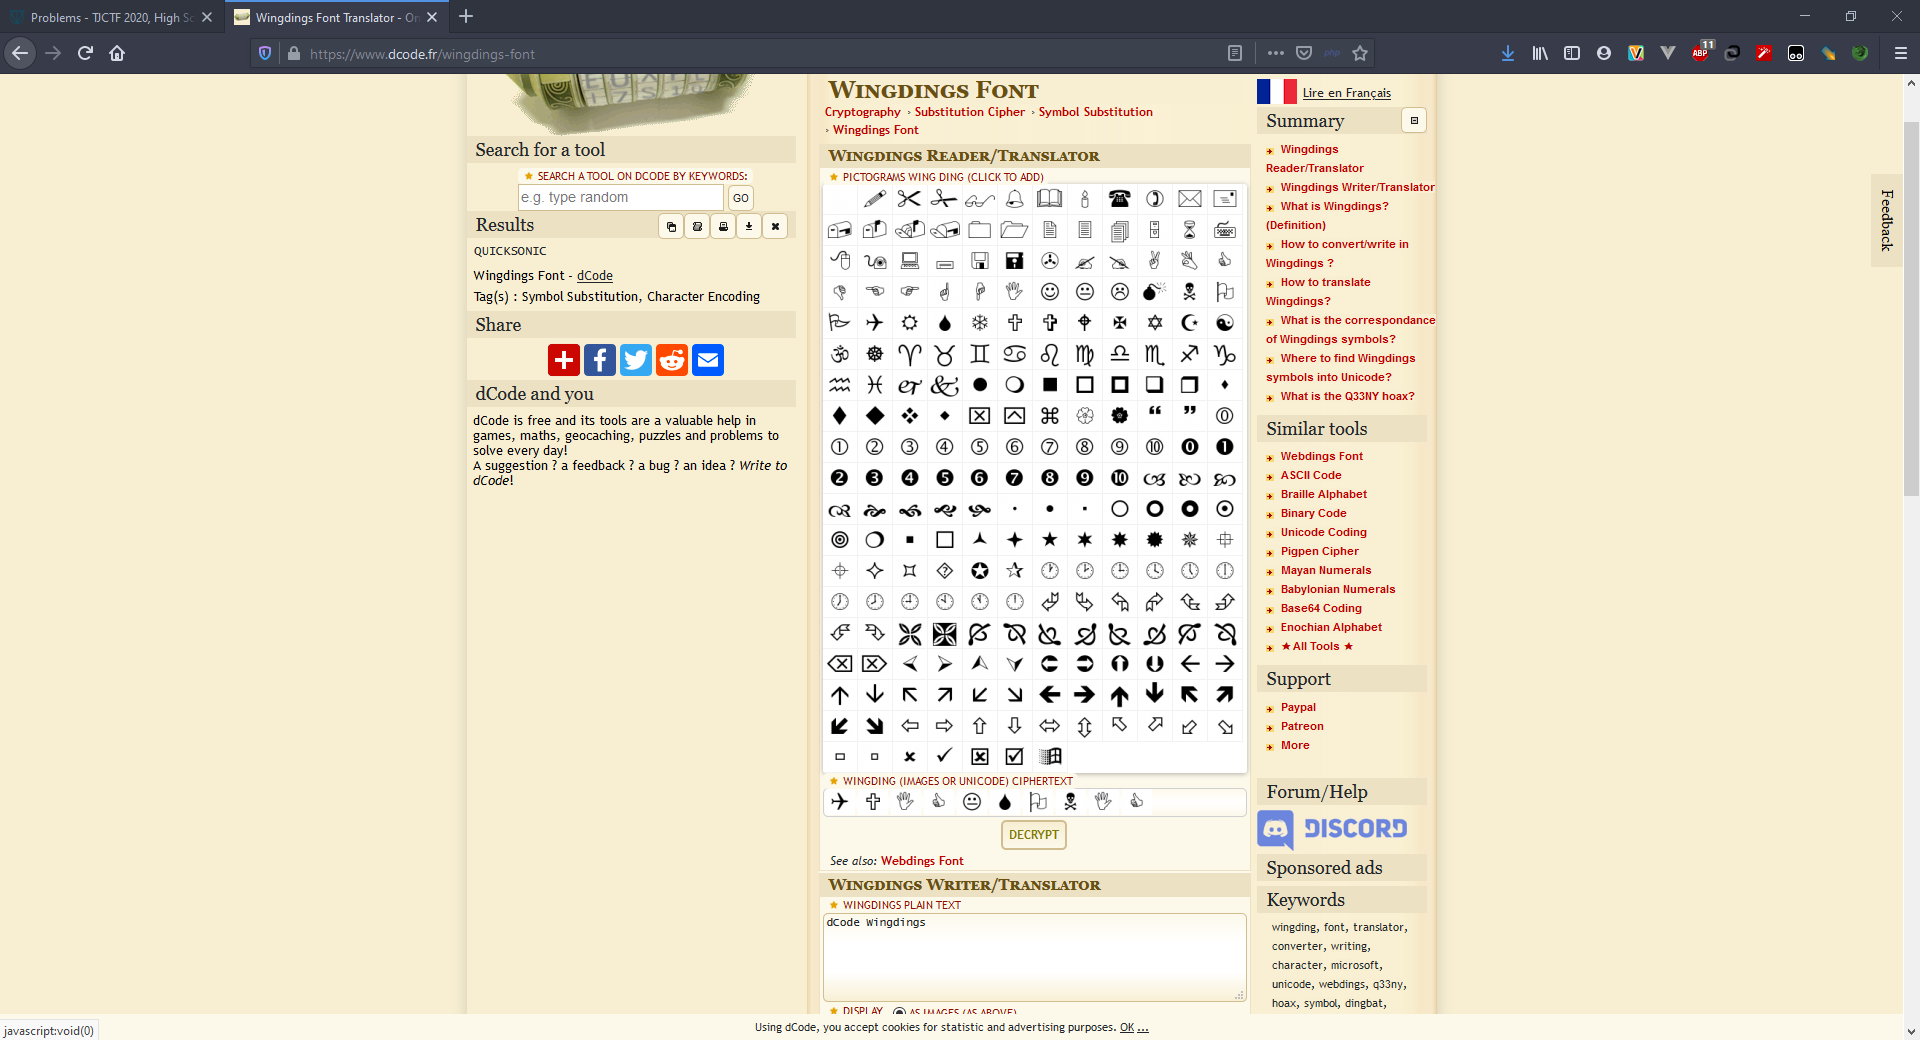 Problems - TJCTF 2020, High Sc
Wingdings Font Translator - On
https://www.dcode.fr/wingdings-font
11
ABP
php
Search for a tool
SEARCH A TOOL ON DCODE BY KEYWORDS:
e.g. type random
GO
Results
QUICKSONIC
Wingdings Font - dCode
Tag(s) : Symbol Substitution, Character Encoding
Share
dCode and you
dCode is free and its tools are a valuable help in
games, maths, geocaching, puzzles and problems to
solve every day!
A suggestion ? a feedback ? a bug ? an idea ? Write to
dCode!
Wingdings Font
Cryptography › Substitution Cipher › Symbol Substitution
› Wingdings Font
Wingdings Reader/Translator
PICTOGRAMS WING DING (CLICK TO ADD)
WINGDING (IMAGES OR UNICODE) CIPHERTEXT
DECRYPT
See also: Webdings Font
Wingdings Writer/Translator
WINGDINGS PLAIN TEXT
dCode Wingdings
DISPLAY AS IMAGES (AS ABOVE)
Lire en Français
Summary
Wingdings
Reader/Translator
Wingdings Writer/Translator
What is Wingdings?
(Definition)
How to convert/write in
Wingdings ?
How to translate
Wingdings?
What is the correspondance
of Wingdings symbols?
Where to find Wingdings
symbols into Unicode?
What is the Q33NY hoax?
Similar tools
Webdings Font
ASCII Code
Braille Alphabet
Binary Code
Unicode Coding
Pigpen Cipher
Mayan Numerals
Babylonian Numerals
Base64 Coding
Enochian Alphabet
★ All Tools ★
Support
Paypal
Patreon
More
Forum/Help
DISCORD
Sponsored ads
Keywords
wingding, font, translator,
converter, writing,
character, microsoft,
unicode, webdings, q33ny,
hoax, symbol, dingbat,
Feedback
javascript:void(0)
Using dCode, you accept cookies for statistic and advertising purposes. OK ...